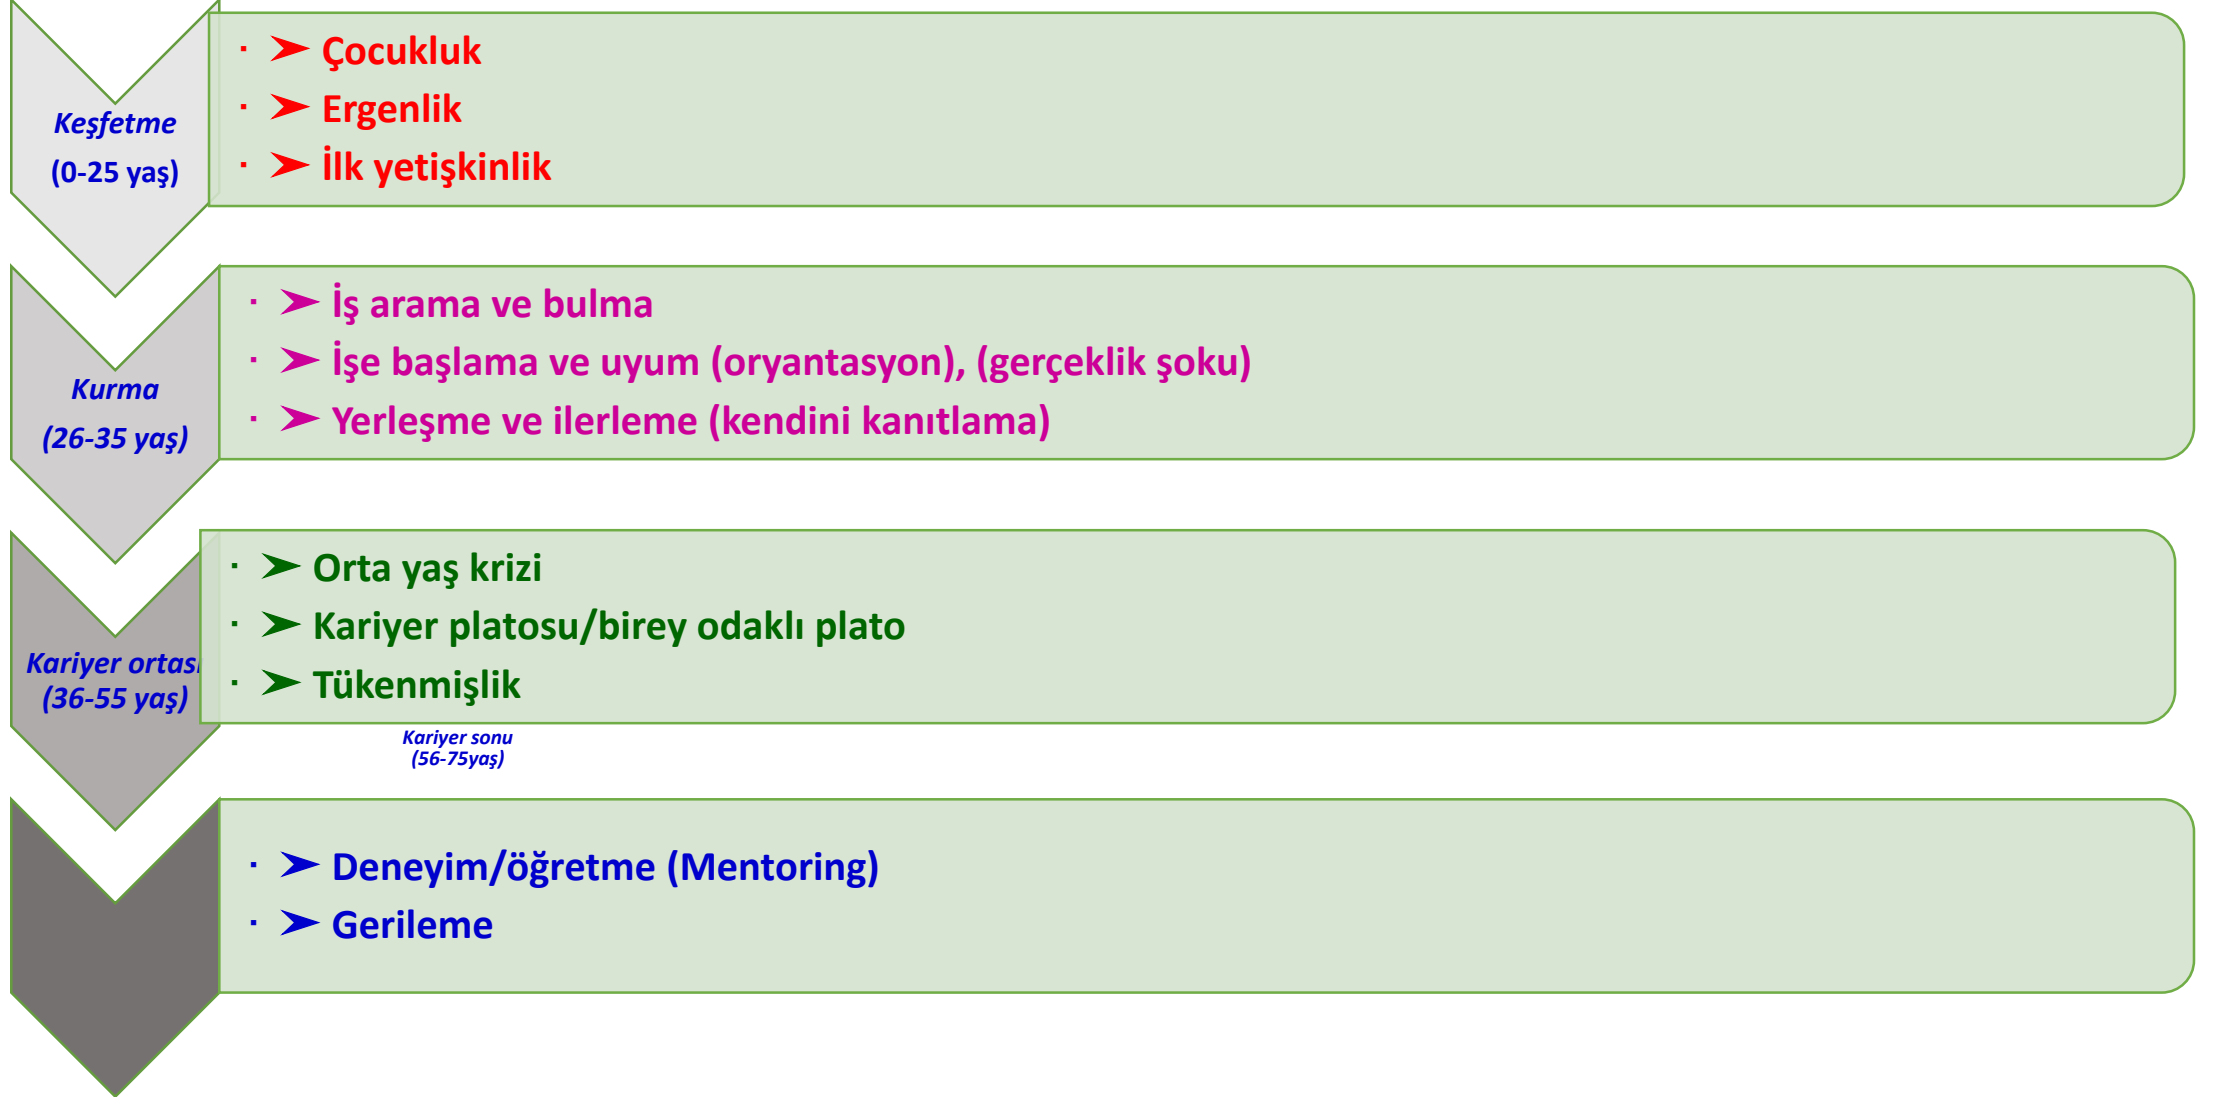 Keşfetme
(0-25 yaş)
· ➤ Çocukluk
· ➤ Ergenlik
· ➤ İlk yetişkinlik
Kurma
(26-35 yaş)
· ➤ İş arama ve bulma
· ➤ İşe başlama ve uyum (oryantasyon), (gerçeklik şoku)
· ➤ Yerleşme ve ilerleme (kendini kanıtlama)
Kariyer ortası
(36-55 yaş)
· ➤ Orta yaş krizi
· ➤ Kariyer platosu/birey odaklı plato
· ➤ Tükenmişlik
Kariyer sonu
(56-75yaş)
· ➤ Deneyim/öğretme (Mentoring)
· ➤ Gerileme